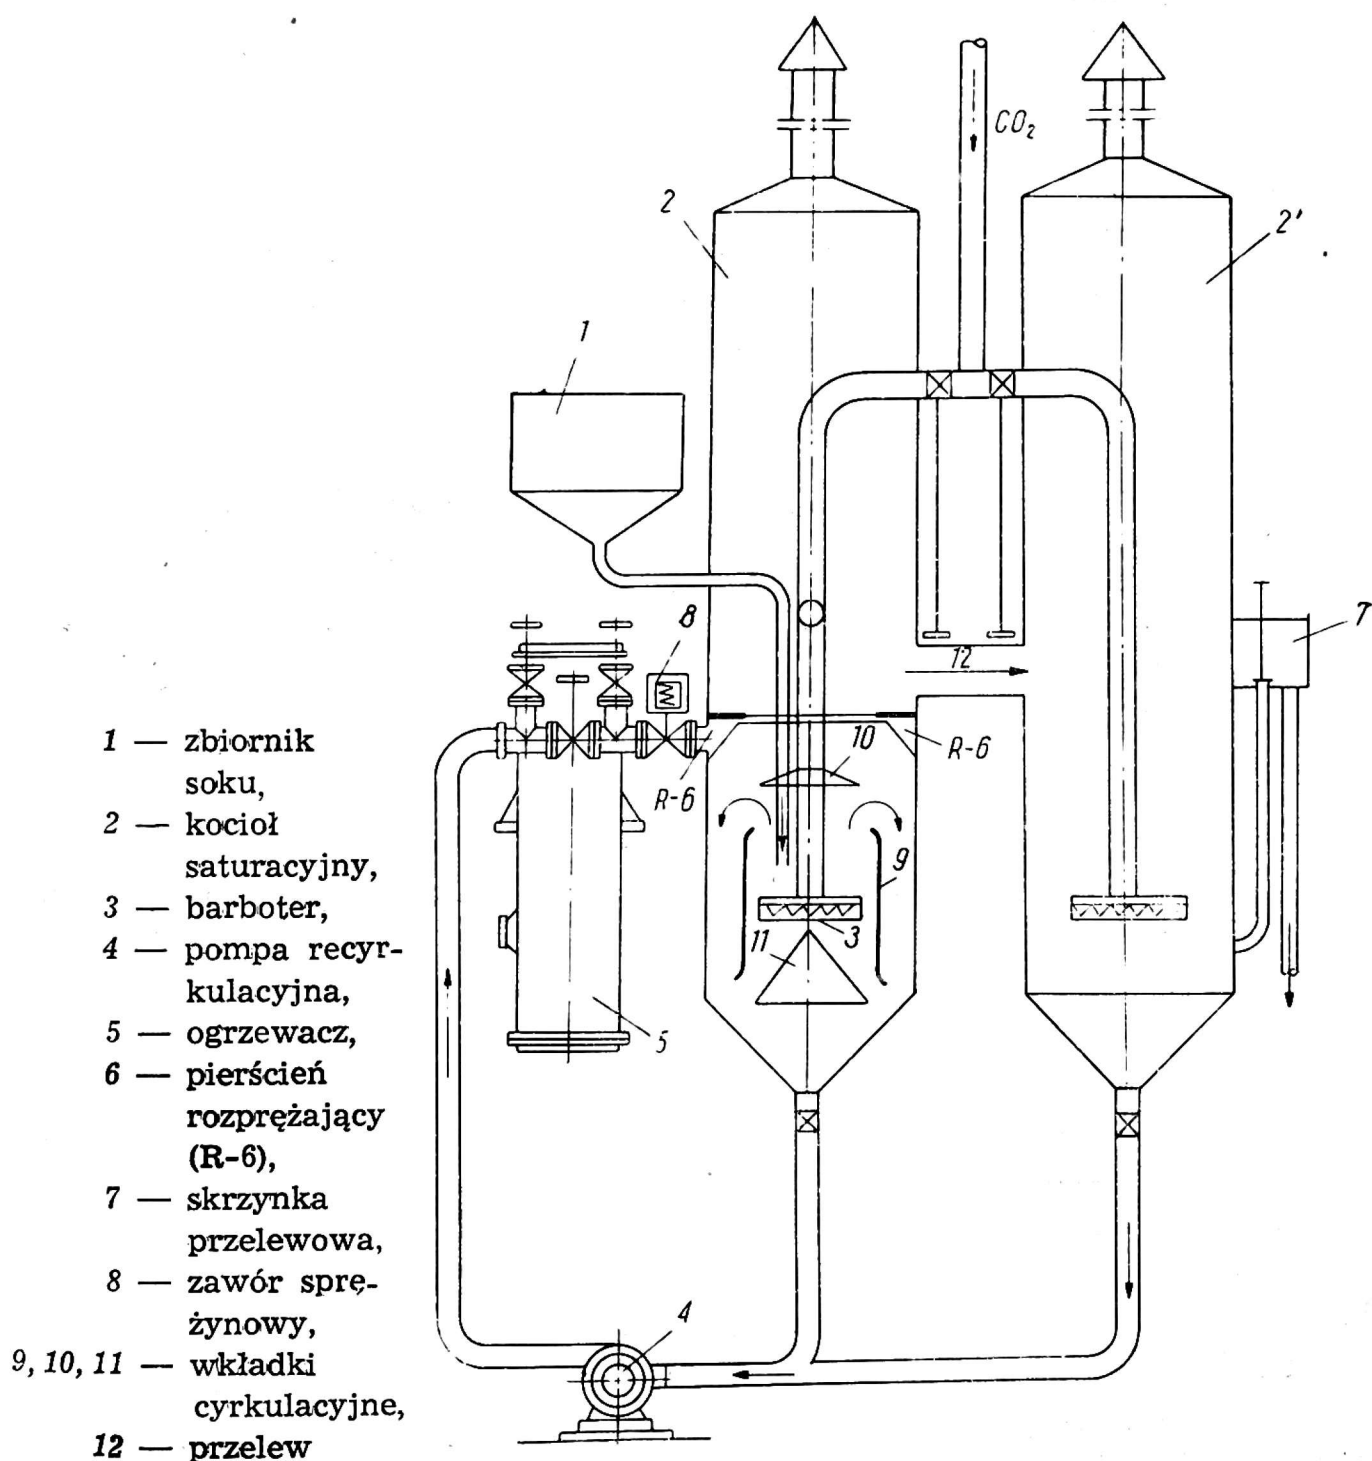 CO₂
2
2'
1
8
7
12
10
R-6
R-6
9
3
11
5
4
1 — zbiornik
soku,
2 — kocioł
saturacyjny,
3 — barboter,
4 — pompa recyr-
kulacyjna,
5 — ogrzewacz,
6 — pierścień
rozprężający
(R-6),
7 — skrzynka
przelewowa,
8 — zawór sprę-
żynowy,
9, 10, 11 — wkładki
cyrkulacyjne,
12 — przelew